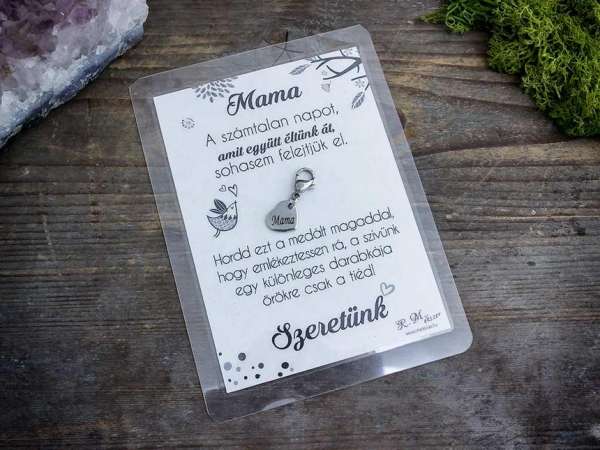 Mama
A számtalan napot,
amit együtt éltünk át,
sohasem felejtjük el.
Mama
Hordd ezt a medált magaddal,
hogy emlékeztessen rá, a szívünk
egy különleges darabkája
örökre csak a tiéd!
Szeretünk
R-M ékszer